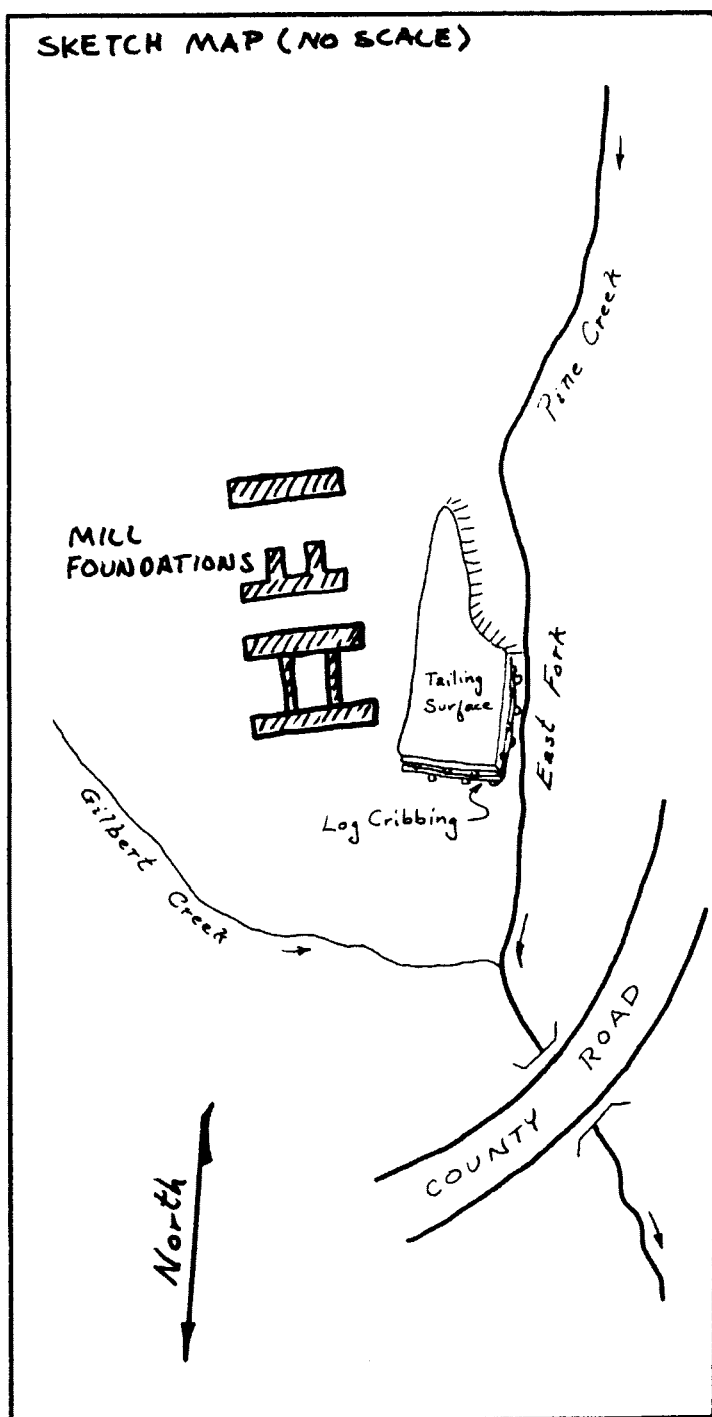 SKETCH MAP (NO SCALE)
Pine Creek
MILL
FOUNDATIONS
Tailing
Surface
East Fork
Log Cribbing
Gilbert
Creek
COUNTY ROAD
North